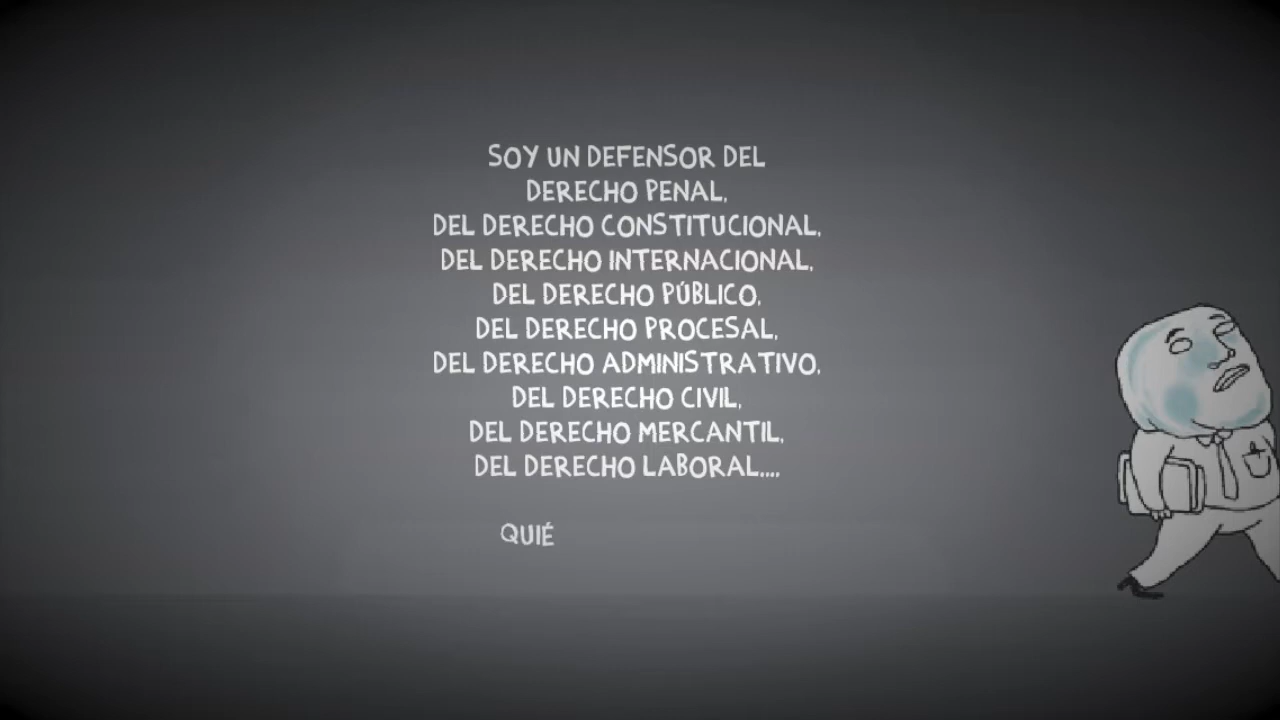 SOY UN DEFENSOR DEL
DERECHO PENAL,
DEL DERECHO CONSTITUCIONAL,
DEL DERECHO INTERNACIONAL,
DEL DERECHO PÚBLICO,
DEL DERECHO PROCESAL,
DEL DERECHO ADMINISTRATIVO,
DEL DERECHO CIVIL,
DEL DERECHO MERCANTIL,
DEL DERECHO LABORAL....
QUIÉ